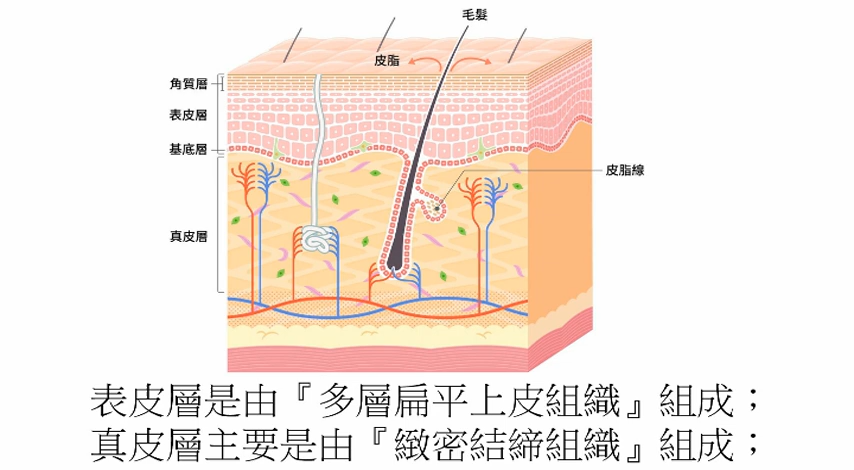 毛髮
皮脂
角質層
表皮層
基底層
皮脂線
真皮層
表皮層是由『多層扁平上皮組織』組成；
真皮層主要是由『緻密結締組織』組成；